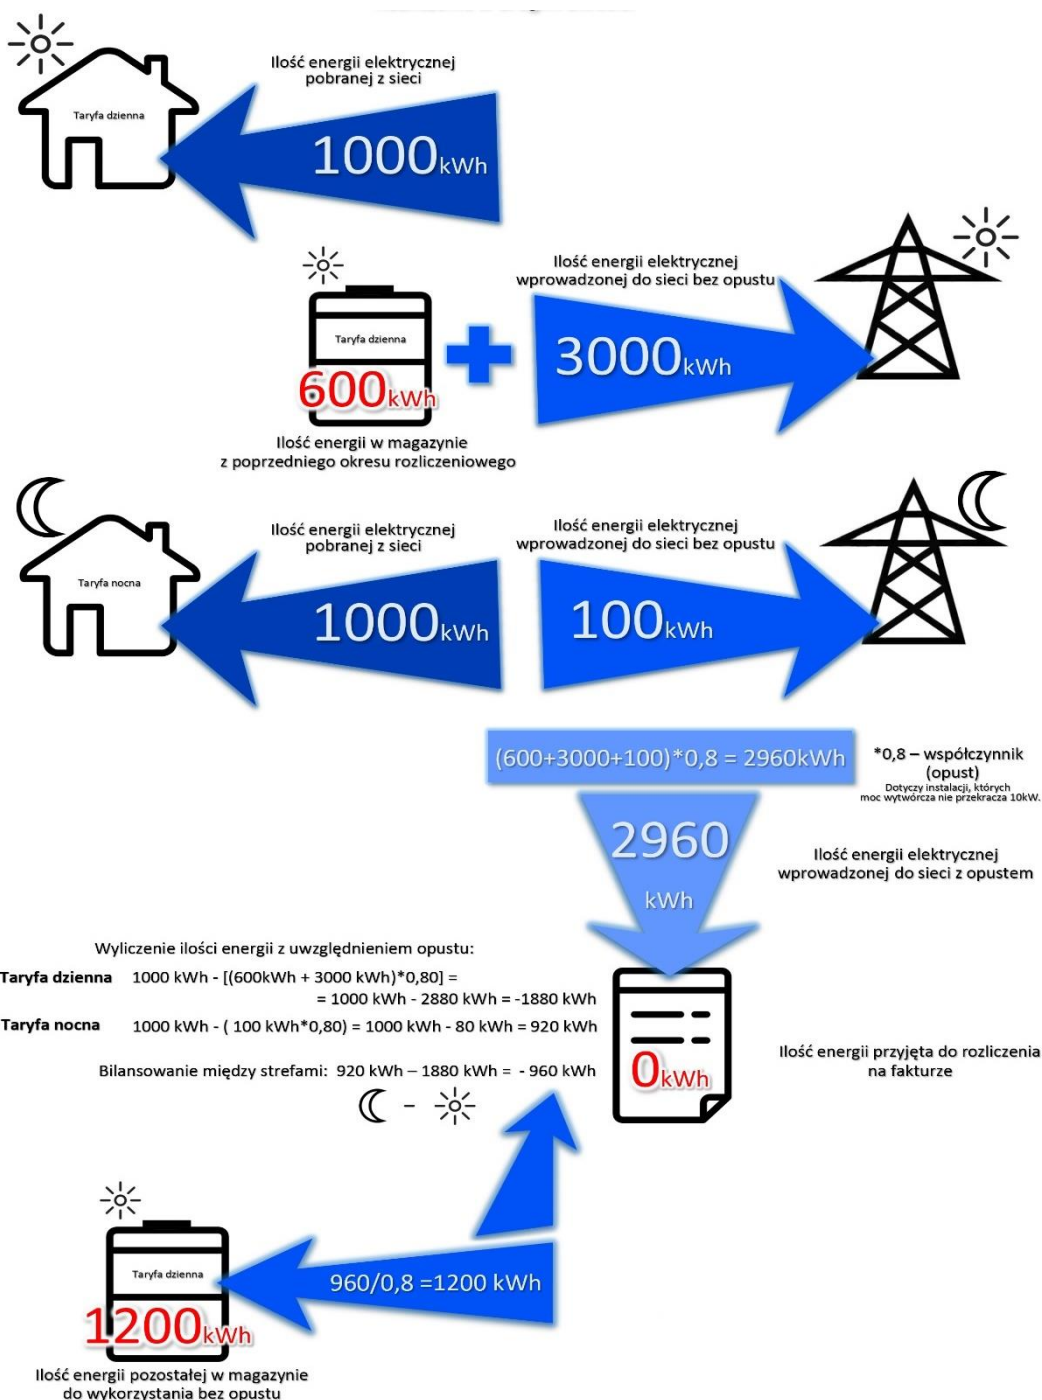 Ilość energii elektrycznej
pobranej z sieci
Taryfa dzienna
1000kWh
Ilość energii elektrycznej
wprowadzonej do sieci bez opustu
Taryfa dzienna
600kWh
3000kWh
Ilość energii w magazynie
z poprzedniego okresu rozliczeniowego
Ilość energii elektrycznej
pobranej z sieci
Ilość energii elektrycznej
wprowadzonej do sieci bez opustu
Taryfa nocna
1000kWh
100kWh
(600+3000+100)*0,8 = 2960kWh
*0,8 – współczynnik
(opust)
Dotyczy instalacji, których
moc wytwórcza nie przekracza 10kW.
2960
kWh
Ilość energii elektrycznej
wprowadzonej do sieci z opustem
Wyliczenie ilości energii z uwzględnieniem opustu:
Taryfa dzienna 1000 kWh - [(600kWh + 3000 kWh)*0,80] =
= 1000 kWh - 2880 kWh = -1880 kWh
Taryfa nocna 1000 kWh - ( 100 kWh*0,80) = 1000 kWh - 80 kWh = 920 kWh
Bilansowanie między strefami: 920 kWh – 1880 kWh = - 960 kWh
0kWh
Ilość energii przyjęta do rozliczenia
na fakturze
Taryfa dzienna
960/0,8 =1200 kWh
1200kWh
Ilość energii pozostałej w magazynie
do wykorzystania bez opustu